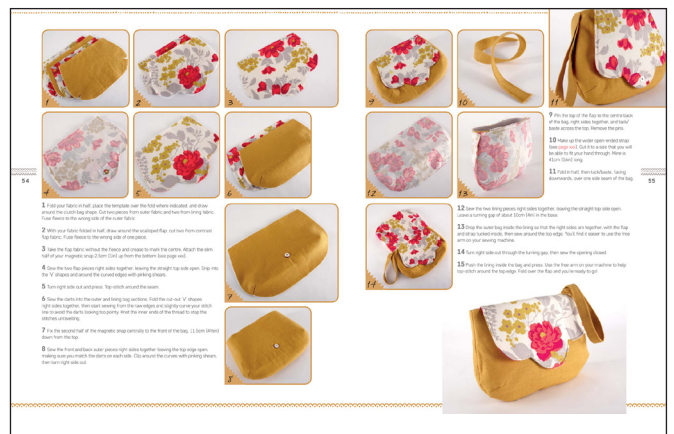 1
2
3
4
5
6
7
8
54
1 Fold your fabric in half, place the template over the fold where indicated, and draw
around the clutch bag shape. Cut two pieces from outer fabric and two from lining fabric.
Fuse fleece to the wrong side of the outer fabric.
2 With your fabric folded in half, draw around the scalloped flap; cut two from contrast
flap fabric. Fuse fleece to the wrong side of one piece.
3 Take the flap without the fleece and crease to mark the centre. Attach the slim
half of your magnetic snap 2.5cm (1in) up from the bottom (see page xxx).
4 Sew the two flap pieces right sides together, leaving the straight top side open. Snip into
the 'V' shapes and around the curved edges with pinking shears.
5 Turn right side out and press. Top-stitch around the seam.
6 Sew the darts into the outer and lining bag sections. Fold the cut-out 'V' shapes
right sides together, then start sewing from the raw edges and slightly curve your stitch
line to avoid the darts looking too pointy. Knot the inner ends of the thread to stop the
stitches unravelling.
7 Fix the second half of the magnetic snap centrally to the front of the bag, 11.5cm
down from the top.
8 Sew the front and back outer pieces right sides together leaving the top edge open
making sure you match the darts on each side. Clip around the curves with pinking shears,
then turn right side out.
9
10
11
12
13
14
55
9 Pin the top of the flap to the centre back
of the bag, right sides together, and tack/
baste across the top. Remove the pins.
10 Make up the wider open-ended strap
(see page xxx). Cut it to a size that you will
be able to fit your hand through. Mine is
long.
11 Fold in half, then tack/baste, facing
downwards, over one side seam of the bag.
12 Sew the two lining pieces right sides together, leaving the straight top side open.
Leave a turning gap of about 10cm (4in) in the base.
13 Drop the outer bag inside the lining so that the right sides are together, with the flap
and strap tucked inside, then sew around the top edge. You'll find it easier to use the free
arm on your sewing machine.
14 Turn right side out through the turning gap, then sew the opening closed.
15 Push the lining inside the bag and press. Use the free arm on your machine to help
top-stitch around the top edge. Fold over the flap and you're ready to go!